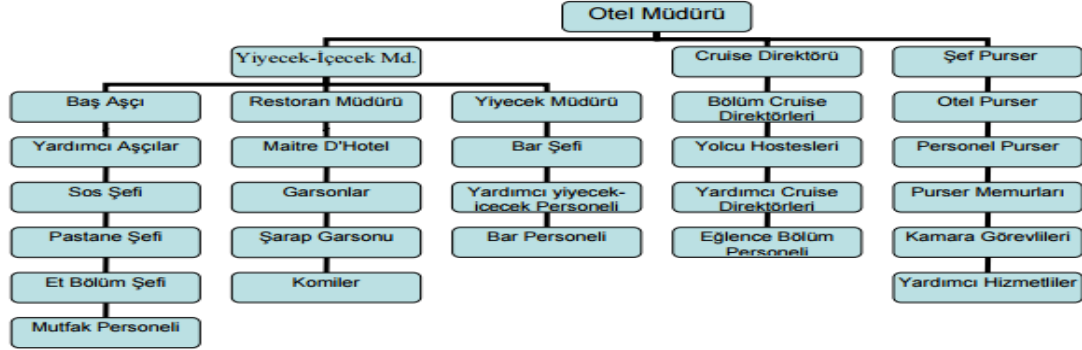 Otel Müdürü
Yiyecek-İçecek Md.
Cruise Direktörü
Şef Purser
Baş Aşçı
Restoran Müdürü
Yiyecek Müdürü
Bölüm Cruise
Direktörleri
Otel Purser
Yardımcı Aşçılar
Maitre D'Hotel
Bar Şefi
Yolcu Hostesleri
Personel Purser
Sos Şefi
Garsonlar
Yardımcı yiyecek-
içecek Personeli
Yardımcı Cruise
Direktörleri
Purser Memurları
Pastane Şefi
Şarap Garsonu
Bar Personeli
Eğlence Bölüm
Personeli
Kamara Görevlileri
Et Bölüm Şefi
Komiler
Yardımcı Hizmetliler
Mutfak Personeli